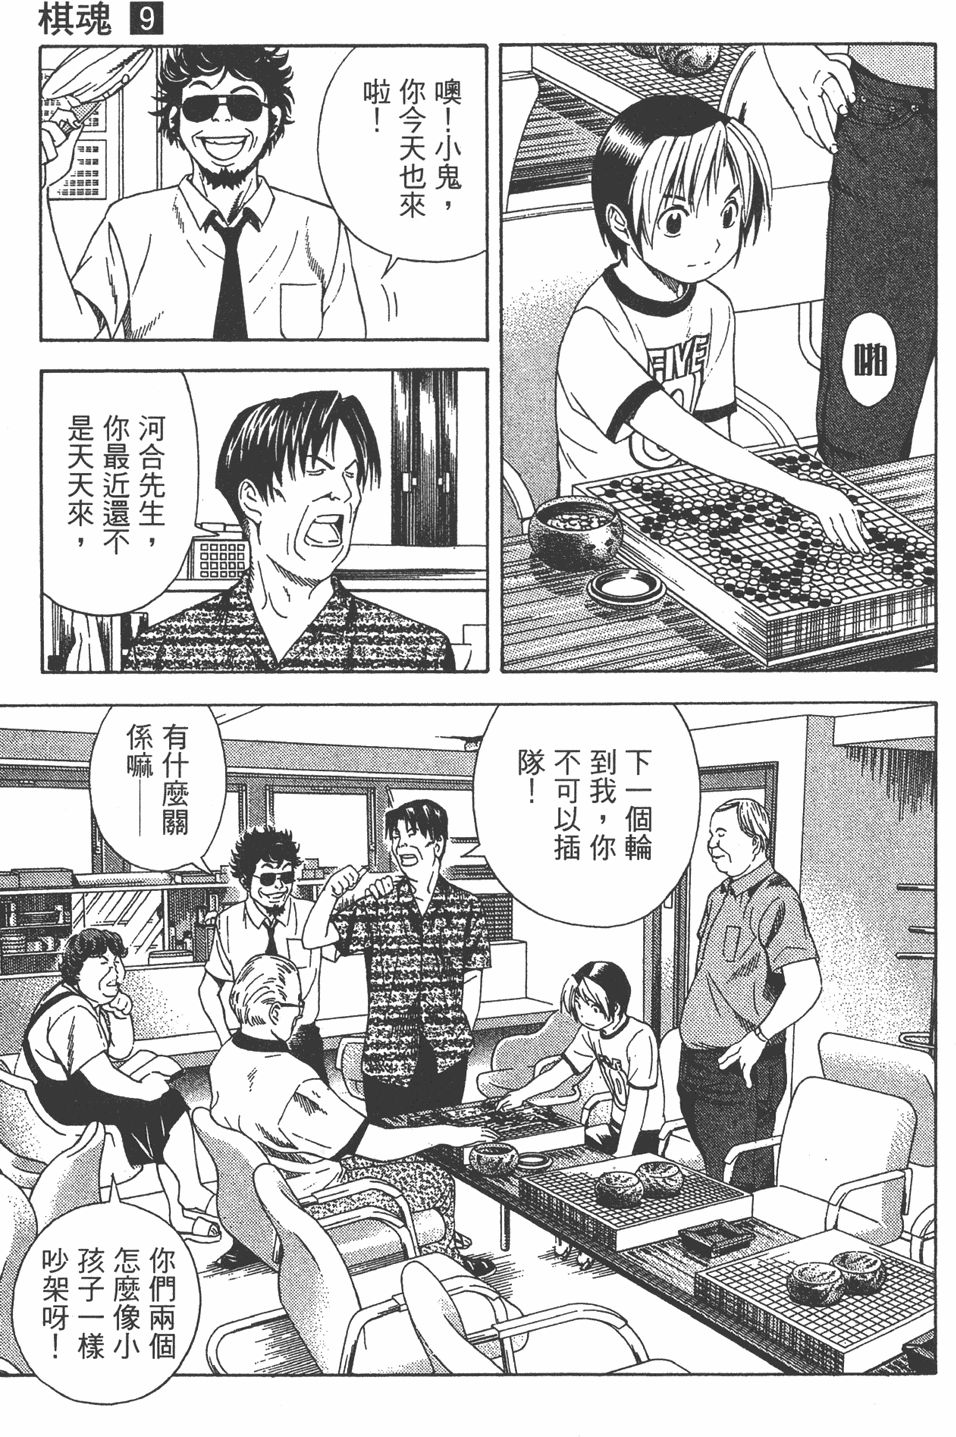 棋魂 9
啪
FIVE
噢！小鬼，
你今天也來
啦！
河合先生，
你最近還不
是天天來，
下一個輪
到我，你
不可以插
隊！
有什麼關
係嘛——
你們兩個
怎麼像小
孩子一樣
吵架呀！